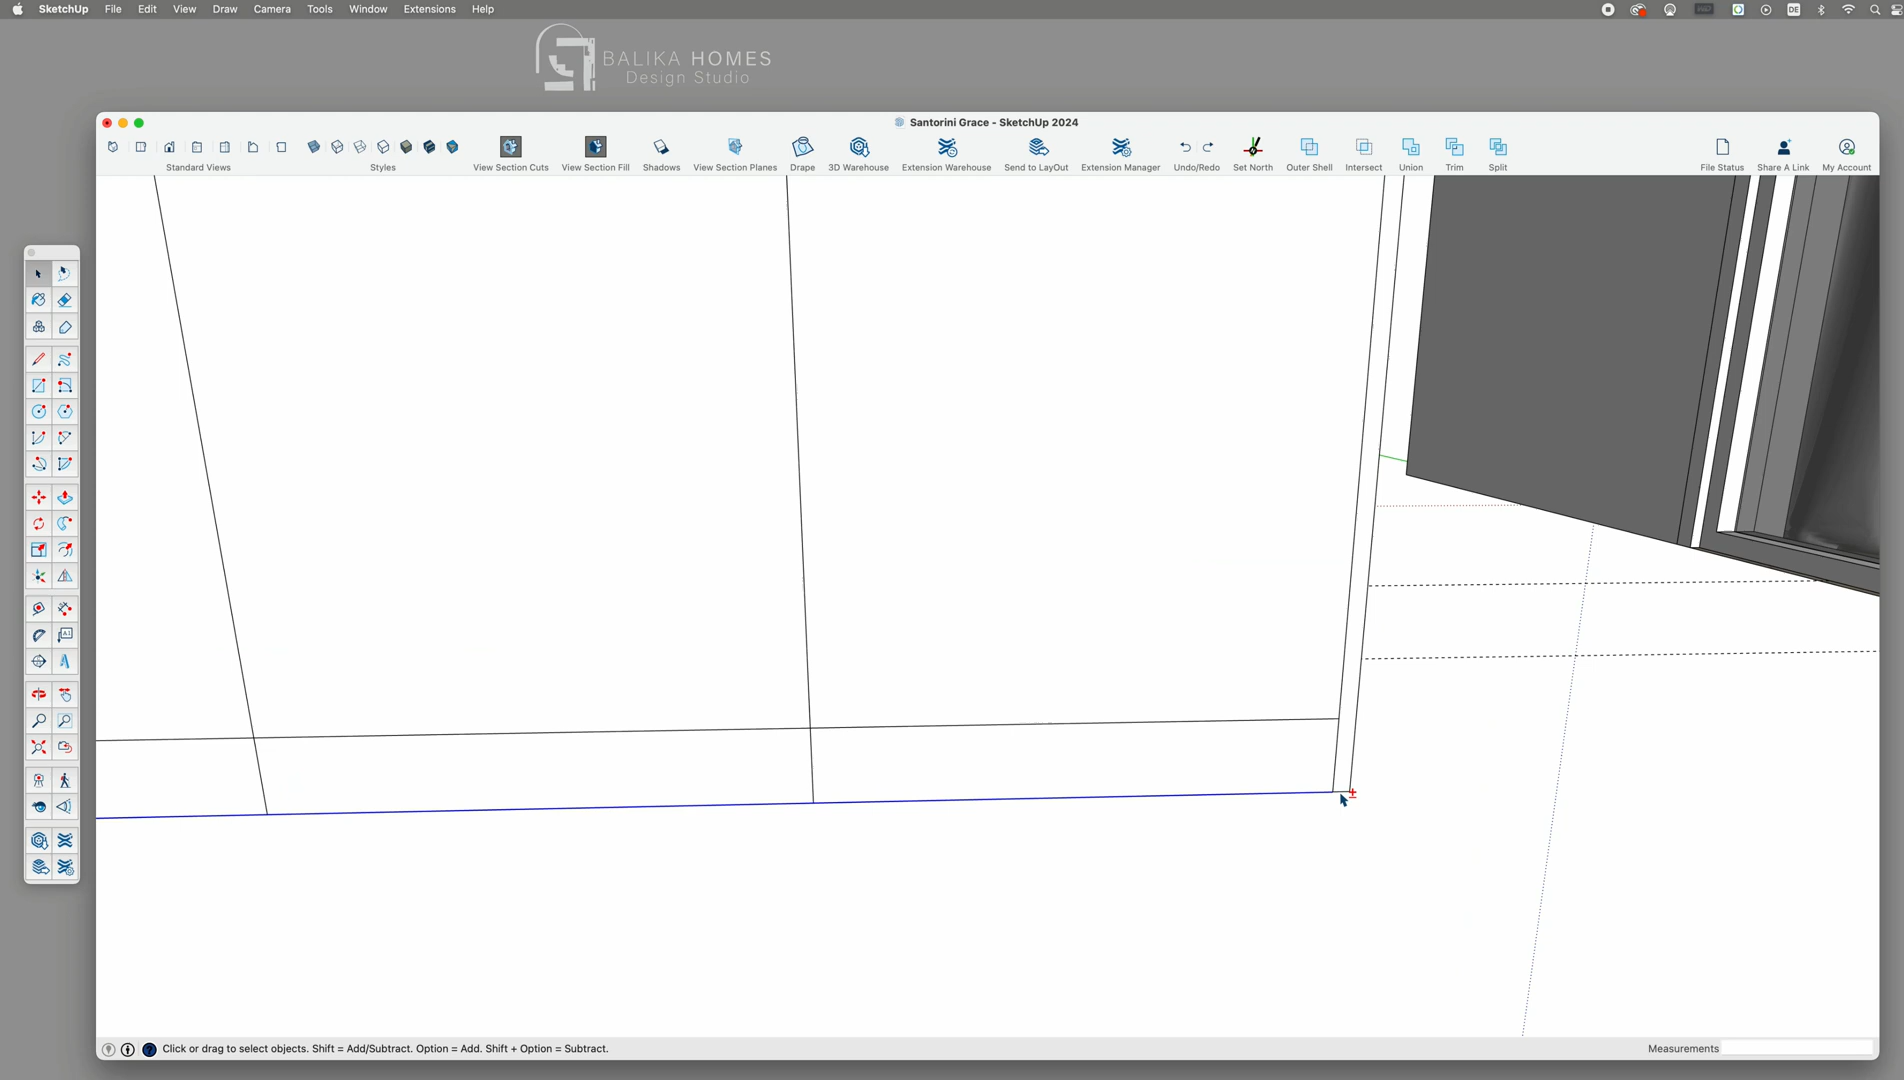 SketchUp File Edit View Draw Camera Tools Window Extensions Help
DE
BALIKA HOMES
Design Studio
Santorini Grace - SketchUp 2024
Standard Views Styles View Section Cuts View Section Fill Shadows View Section Planes Drape 3D Warehouse Extension Warehouse Send to LayOut Extension Manager Undo/Redo Set North Outer Shell Intersect Union Trim Split File Status Share A Link My Account
Click or drag to select objects. Shift = Add/Subtract. Option = Add. Shift + Option = Subtract. Measurements